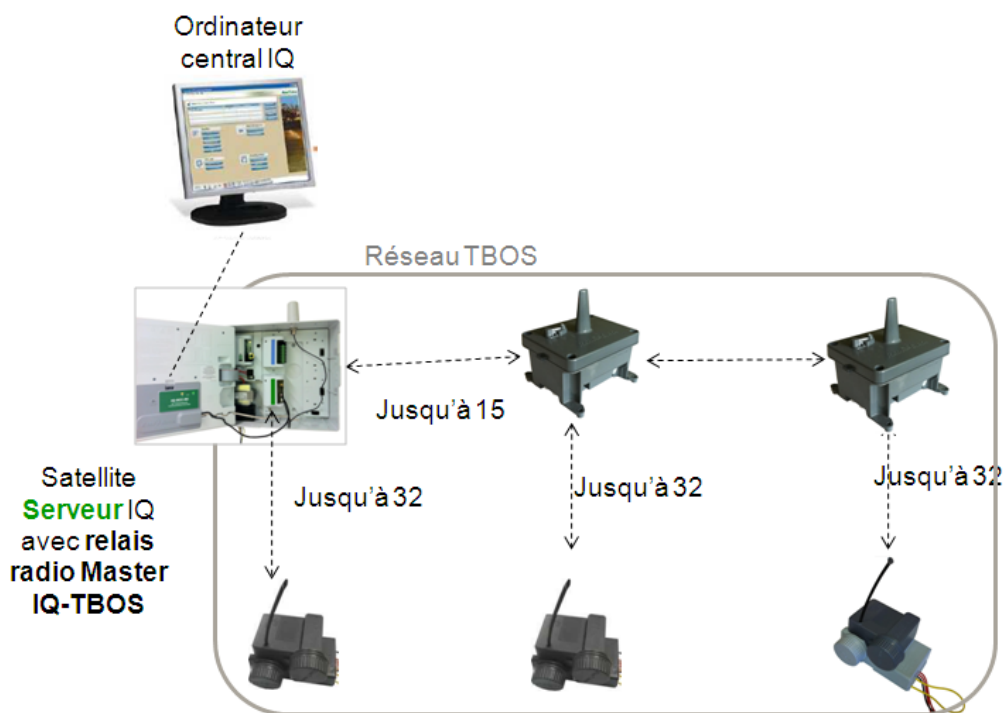 Ordinateur
central IQ
Réseau TBOS
Jusqu'à 15
Jusqu'à 32
Jusqu'à 32
Jusqu'à 32
Satellite
Serveur IQ
avec relais
radio Master
IQ-TBOS